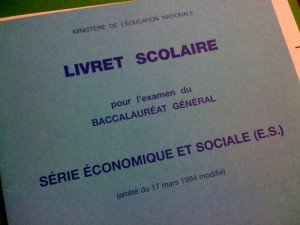 MINISTÈRE DE L'ÉDUCATION NATIONALE
LIVRET SCOLAIRE
pour l'examen du
BACCALAURÉAT GÉNÉRAL
SÉRIE ÉCONOMIQUE ET SOCIALE (E.S.)
(arrêté du 17 mars 1994 modifié)